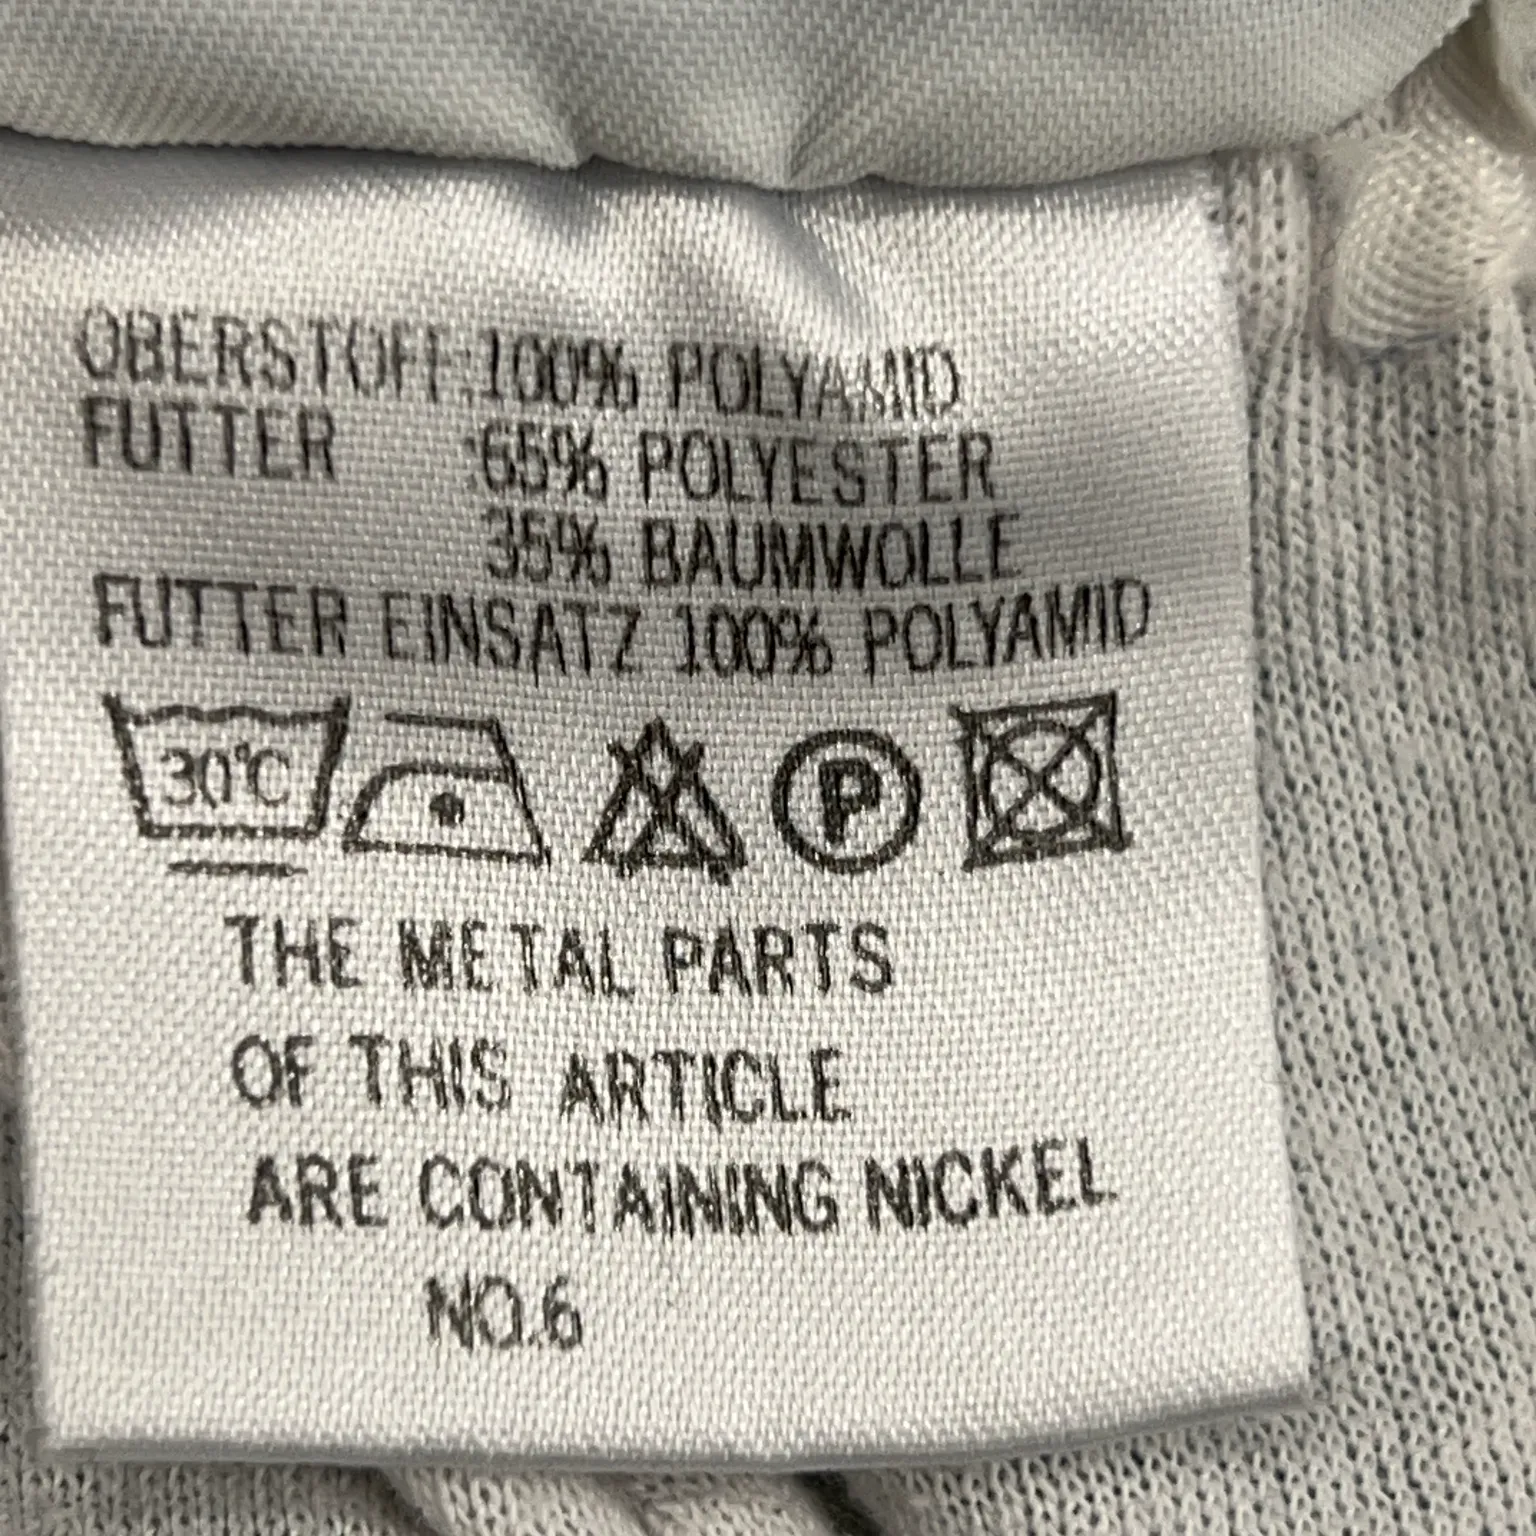 OBERSTOFF:100% POLYAMID
FUTTER :65% POLYESTER
35% BAUMWOLLE
FUTTER EINSATZ 100% POLYAMID
30°C P
THE METAL PARTS
OF THIS ARTICLE
ARE CONTAINING NICKEL
NO.6